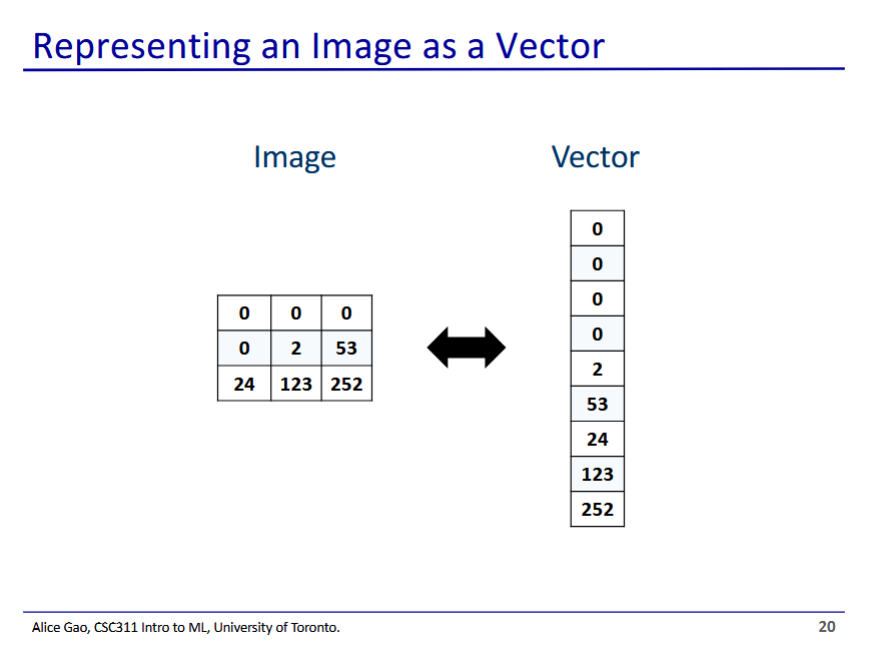 Representing an Image as a Vector
Image
Vector
0 0 0
0 2 53
24 123 252
0
0
0
0
2
53
24
123
252
Alice Gao, CSC311 Intro to ML, University of Toronto.
20